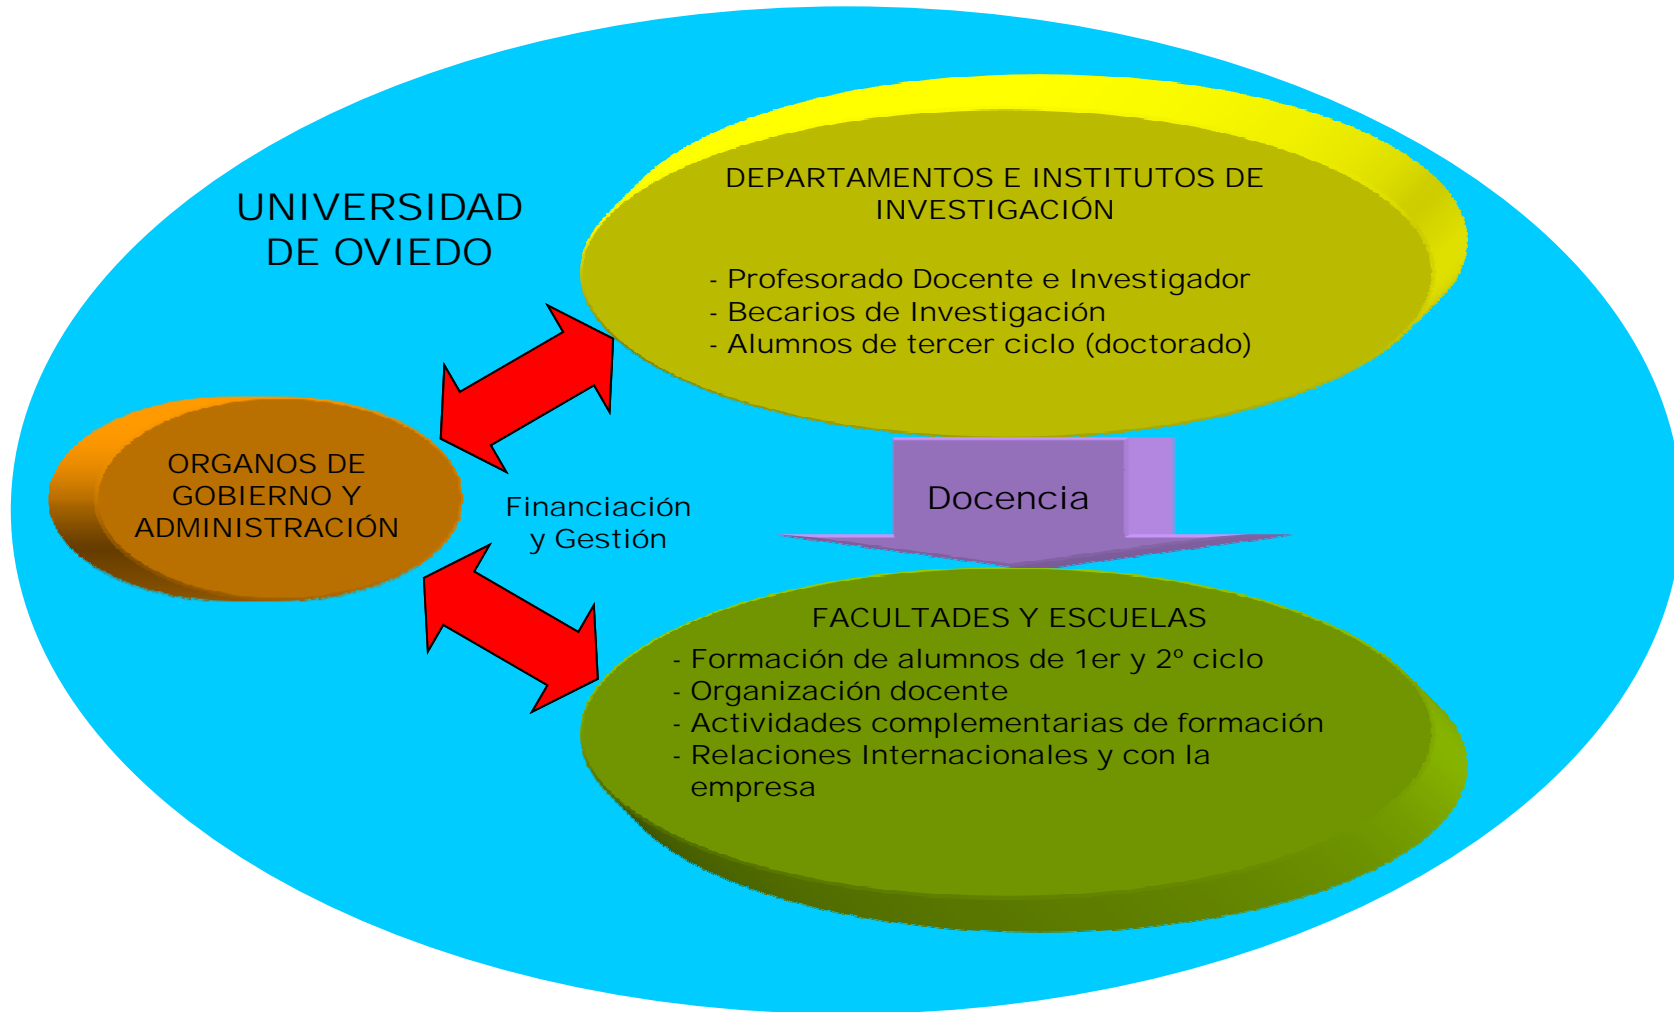 UNIVERSIDAD
DE OVIEDO
DEPARTAMENTOS E INSTITUTOS DE
INVESTIGACIÓN
- Profesorado Docente e Investigador
- Becarios de Investigación
- Alumnos de tercer ciclo (doctorado)
ORGANOS DE
GOBIERNO Y
ADMINISTRACIÓN
Financiación
y Gestión
Docencia
FACULTADES Y ESCUELAS
- Formación de alumnos de 1er y 2º ciclo
- Organización docente
- Actividades complementarias de formación
- Relaciones Internacionales y con la
empresa